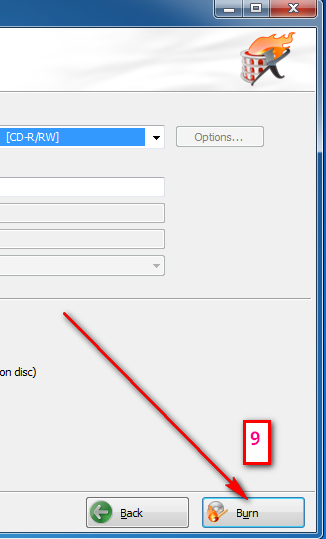 [CD-R/RW]
Options...
on disc)
9
Back
Burn